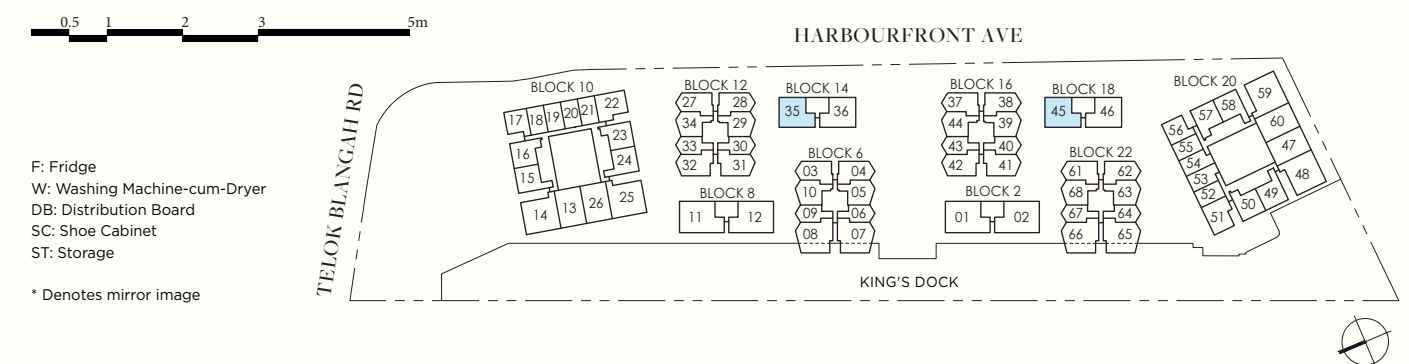 0.5 1 2 3 5m
HARBOURFRONT AVE
TELOK BLANGAH RD
F: Fridge
W: Washing Machine-cum-Dryer
DB: Distribution Board
SC: Shoe Cabinet
ST: Storage
* Denotes mirror image
BLOCK 10
17 18 19 20 21 22
16 23
15 24
14 13 26 25
BLOCK 12
27 28
34 29
33 30
32 31
BLOCK 14
35 36
BLOCK 6
03 04
10 05
09 06
08 07
BLOCK 8
11 12
BLOCK 16
37 38
44 39
43 40
42 41
BLOCK 18
45 46
BLOCK 2
01 02
BLOCK 22
61 62
68 63
67 64
66 65
BLOCK 20
56 57 58 59
55 60
54 47
53 48
52
51 50 49
KING'S DOCK